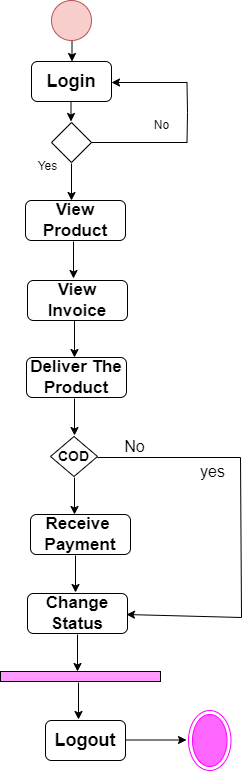 Login
No
Yes
View
Product
View
Invoice
Deliver The
Product
No
COD
yes
Receive
Payment
Change
Status
Logout